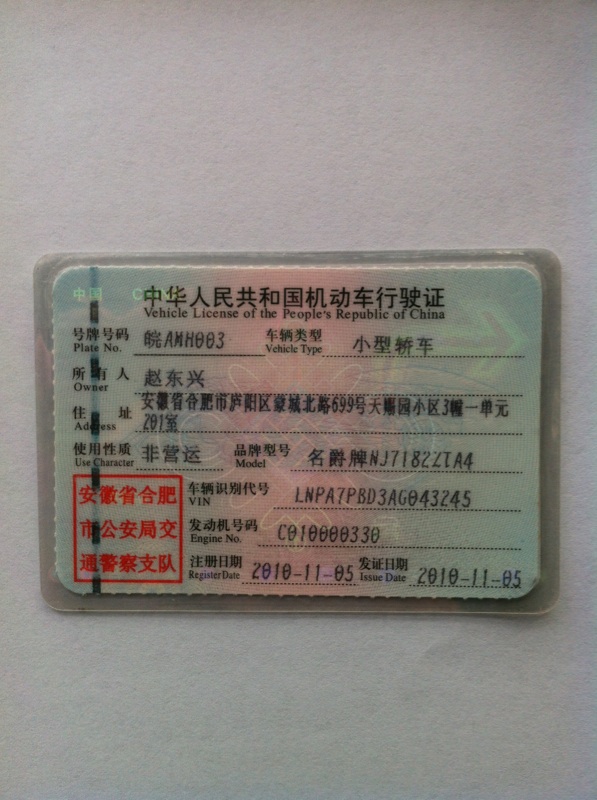 中国 CHINA
中华人民共和国机动车行驶证
Vehicle License of the People's Republic of China
号牌号码 皖AMH003 车辆类型 小型轿车
Plate No. Vehicle Type
所有人 赵东兴
Owner
住址 安徽省合肥市庐阳区蒙城北路699号天赐园小区3幢一单元
Address 201室
使用性质 非营运 品牌型号 名爵牌NJ7182ZTA4
Use Character Model
安徽省合肥 车辆识别代号 LNPA7PBD3AG043245
VIN
市公安局交 发动机号码 C010000330
Engine No.
通警察支队 注册日期 2010-11-05 发证日期 2010-11-05
Register Date Issue Date